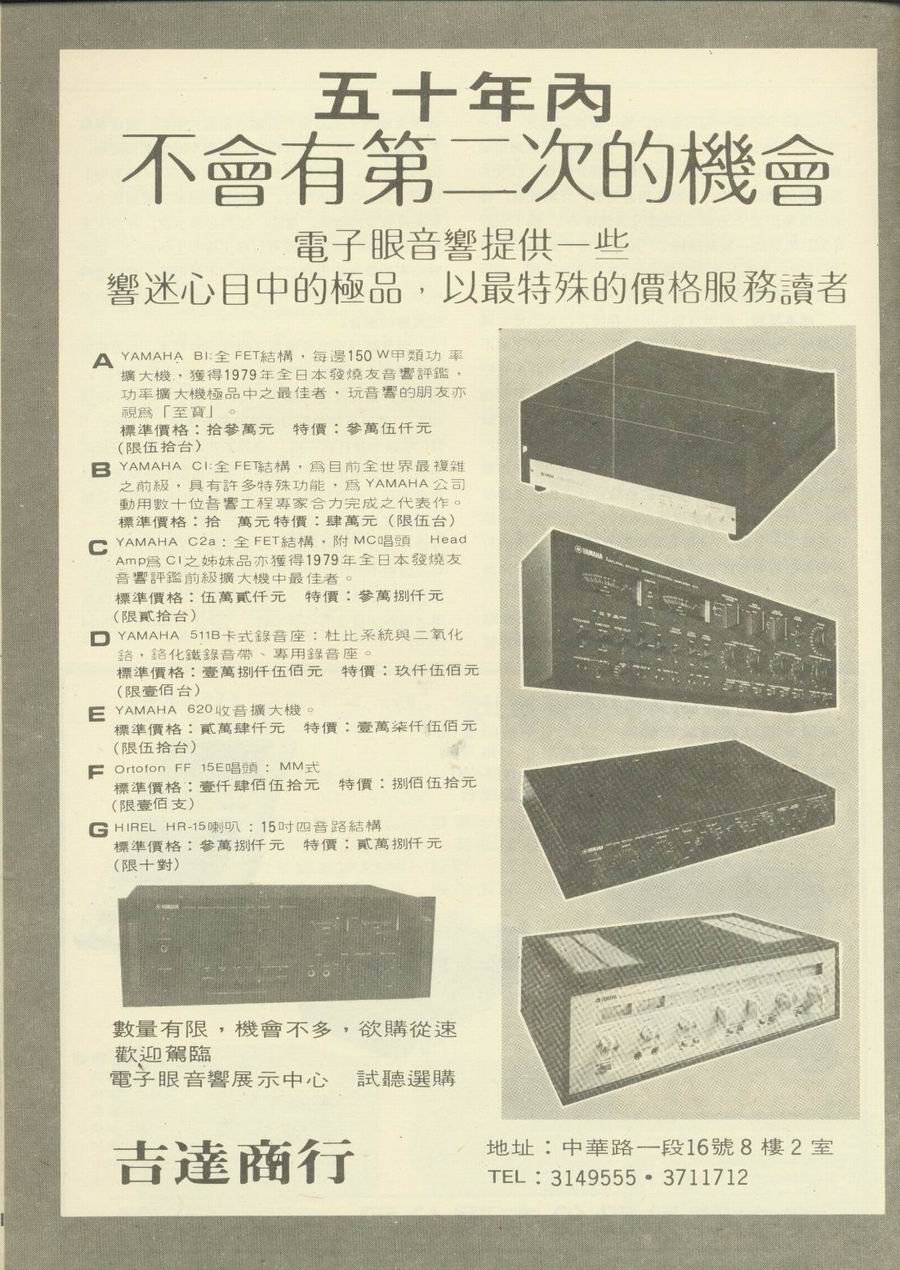 五十年內
不會有第二次的機會
電子眼音響提供一些
響迷心目中的極品，以最特殊的價格服務讀者
A YAMAHA BI:全FET結構，每邊150W甲類功 率
擴大機，獲得1979年全日本發燒友音響評鑑，
功率擴大機極品中之最佳者，玩音響的朋友亦
視為「至寶」。
標準價格：拾參萬元　特價：參萬伍仟元
(限伍拾台)
B YAMAHA CI:全FET結構，為目前全世界最複雜
之前級，具有許多特殊功能，為YAMAHA公司
動用數十位音響工程專家合力完成之代表作。
標準價格：拾　萬元特價：肆萬元（限伍台）
C YAMAHA C2a：全FET結構，附MC唱頭　Head
Amp為CI之姊妹品亦獲得1979年全日本發燒友
音響評鑑前級擴大機中最佳者。
標準價格：伍萬貳仟元　特價：參萬捌仟元
(限貳拾台)
D YAMAHA 511B卡式錄音座：杜比系統與二氧化
鉻，鉻化鐵錄音帶、專用錄音座。
標準價格：壹萬捌仟伍佰元　特價：玖仟伍佰元
(限壹佰台)
E YAMAHA 620收音擴大機。
標準價格：貳萬肆仟元　特價：壹萬柒仟伍佰元
(限伍拾台)
F Ortofon FF 15E唱頭：MM式
標準價格：壹仟肆佰伍拾元　特價：捌佰伍拾元
(限壹佰支)
G HIREL HR-15喇叭：15吋四音路結構
標準價格：參萬捌仟元　特價：貳萬捌仟元
(限十對)
YAMAHA
YAMAHA
YAMAHA
YAMAHA
YAMAHA
數量有限，機會不多，欲購從速
歡迎駕臨
電子眼音響展示中心　試聽選購
吉達商行
地址：中華路一段16號8樓2室
TEL：3149555•3711712